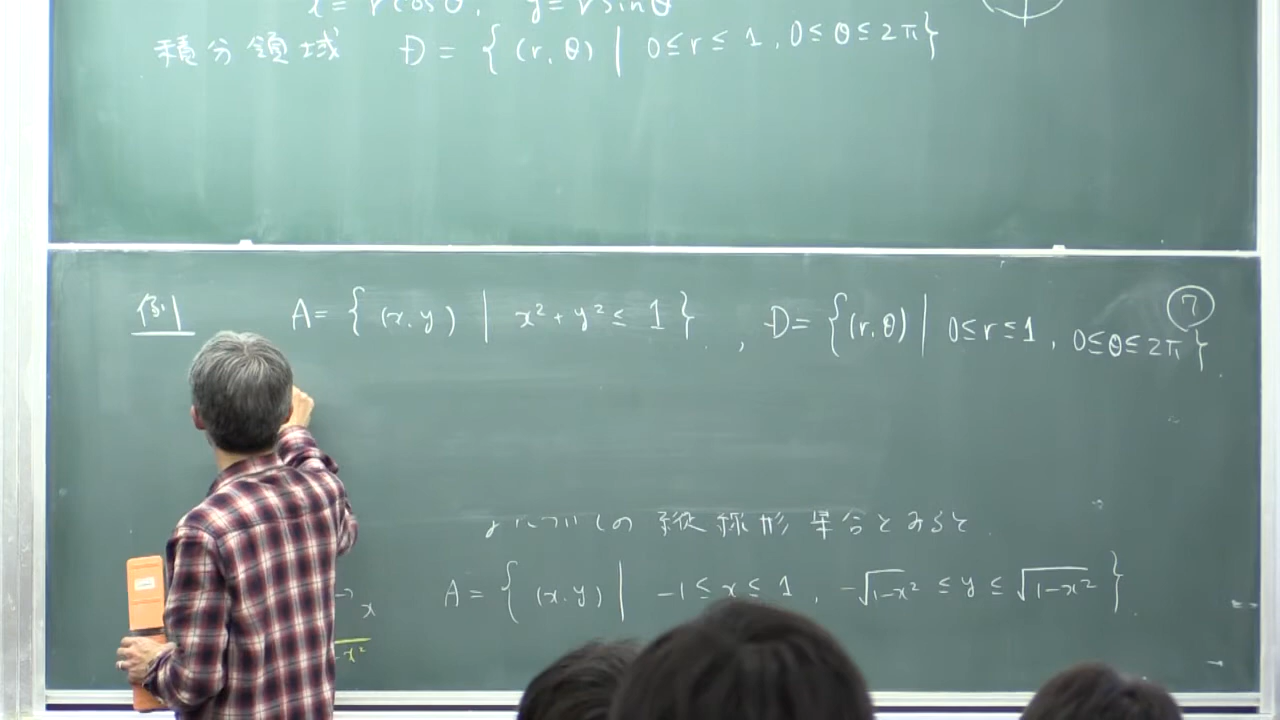 x = r cosθ, y = r sinθ
積分領域 D = { (r, θ) | 0 ≤ r ≤ 1, 0 ≤ θ ≤ 2π }
例 A = { (x, y) | x² + y² ≤ 1 }, D = { (r, θ) | 0 ≤ r ≤ 1, 0 ≤ θ ≤ 2π } ⑦
yについての縦線形集合とみると
A = { (x, y) | -1 ≤ x ≤ 1, -√1-x² ≤ y ≤ √1-x² }
x